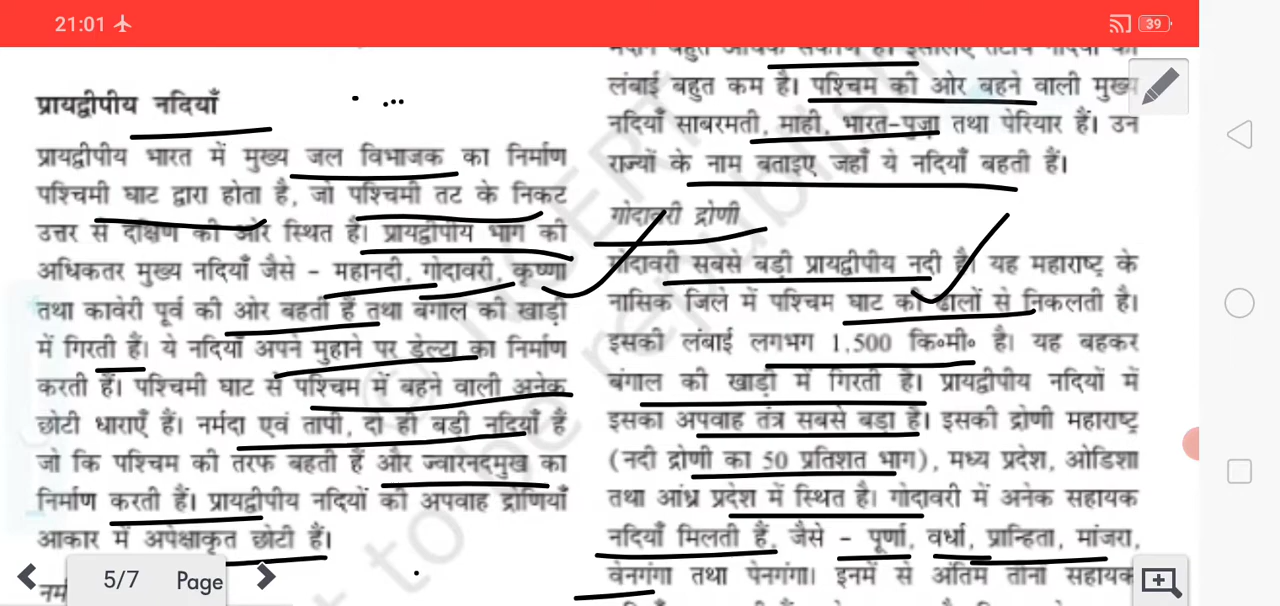 21:01
39
प्रायद्वीपीय नदियाँ
प्रायद्वीपीय भारत में मुख्य जल विभाजक का निर्माण
पश्चिमी घाट द्वारा होता है, जो पश्चिमी तट के निकट
उत्तर से दक्षिण की ओर स्थित है। प्रायद्वीपीय भाग की
अधिकतर मुख्य नदियाँ जैसे – महानदी, गोदावरी, कृष्णा
तथा कावेरी पूर्व की ओर बहती हैं तथा बंगाल की खाड़ी
में गिरती हैं। ये नदियाँ अपने मुहाने पर डेल्टा का निर्माण
करती हैं। पश्चिमी घाट से पश्चिम में बहने वाली अनेक
छोटी धाराएँ हैं। नर्मदा एवं तापी, दो ही बड़ी नदियाँ हैं
जो कि पश्चिम की तरफ बहती हैं और ज्वारनदमुख का
निर्माण करती हैं। प्रायद्वीपीय नदियों की अपवाह द्रोणियाँ
आकार में अपेक्षाकृत छोटी हैं।
नर्म
मैदान बहुत अधिक संकीर्ण है। इसलिए तटीय नदियों की
लंबाई बहुत कम है। पश्चिम की ओर बहने वाली मुख्य
नदियाँ साबरमती, माही, भारत-पुजा तथा पेरियार हैं। उन
राज्यों के नाम बताइए जहाँ ये नदियाँ बहती हैं।
गोदावरी द्रोणी
गोदावरी सबसे बड़ी प्रायद्वीपीय नदी है। यह महाराष्ट्र के
नासिक जिले में पश्चिम घाट की ढालों से निकलती है।
इसकी लंबाई लगभग 1,500 कि॰मी॰ है। यह बहकर
बंगाल की खाड़ी में गिरती है। प्रायद्वीपीय नदियों में
इसका अपवाह तंत्र सबसे बड़ा है। इसकी द्रोणी महाराष्ट्र
(नदी द्रोणी का 50 प्रतिशत भाग), मध्य प्रदेश, ओडिशा
तथा आंध्र प्रदेश में स्थित है। गोदावरी में अनेक सहायक
नदियाँ मिलती हैं, जैसे – पूर्णा, वर्धा, प्रान्हिता, मांजरा,
वेनगंगा तथा पेनगंगा। इनमें से अंतिम तीनों सहायक
5/7 Page